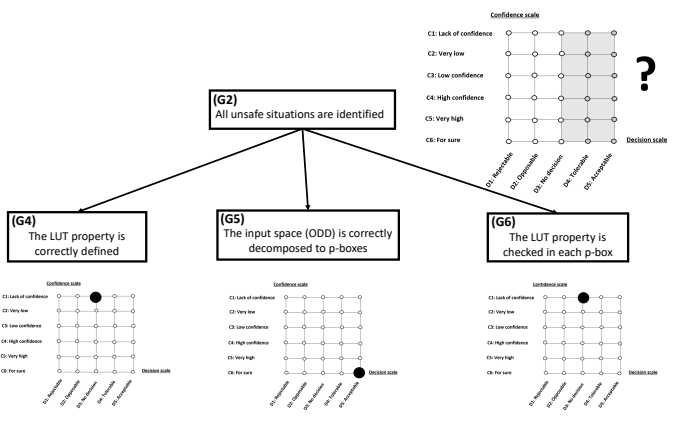 Confidence scale
C1: Lack of confidence
C2: Very low
C3: Low confidence
C4: High confidence
C5: Very high
C6: For sure
Decision scale
D1: Rejectable
D2: Opposable
D3: No decision
D4: Tolerable
D5: Acceptable
?
(G2)
All unsafe situations are identified
(G4)
The LUT property is
correctly defined
(G5)
The input space (ODD) is correctly
decomposed to p-boxes
(G6)
The LUT property is
checked in each p-box
Confidence scale
C1: Lack of confidence
C2: Very low
C3: Low confidence
C4: High confidence
C5: Very high
C6: For sure
Decision scale
D1: Rejectable
D2: Opposable
D3: No decision
D4: Tolerable
D5: Acceptable
Confidence scale
C1: Lack of confidence
C2: Very low
C3: Low confidence
C4: High confidence
C5: Very high
C6: For sure
Decision scale
D1: Rejectable
D2: Opposable
D3: No decision
D4: Tolerable
D5: Acceptable
Confidence scale
C1: Lack of confidence
C2: Very low
C3: Low confidence
C4: High confidence
C5: Very high
C6: For sure
Decision scale
D1: Rejectable
D2: Opposable
D3: No decision
D4: Tolerable
D5: Acceptable